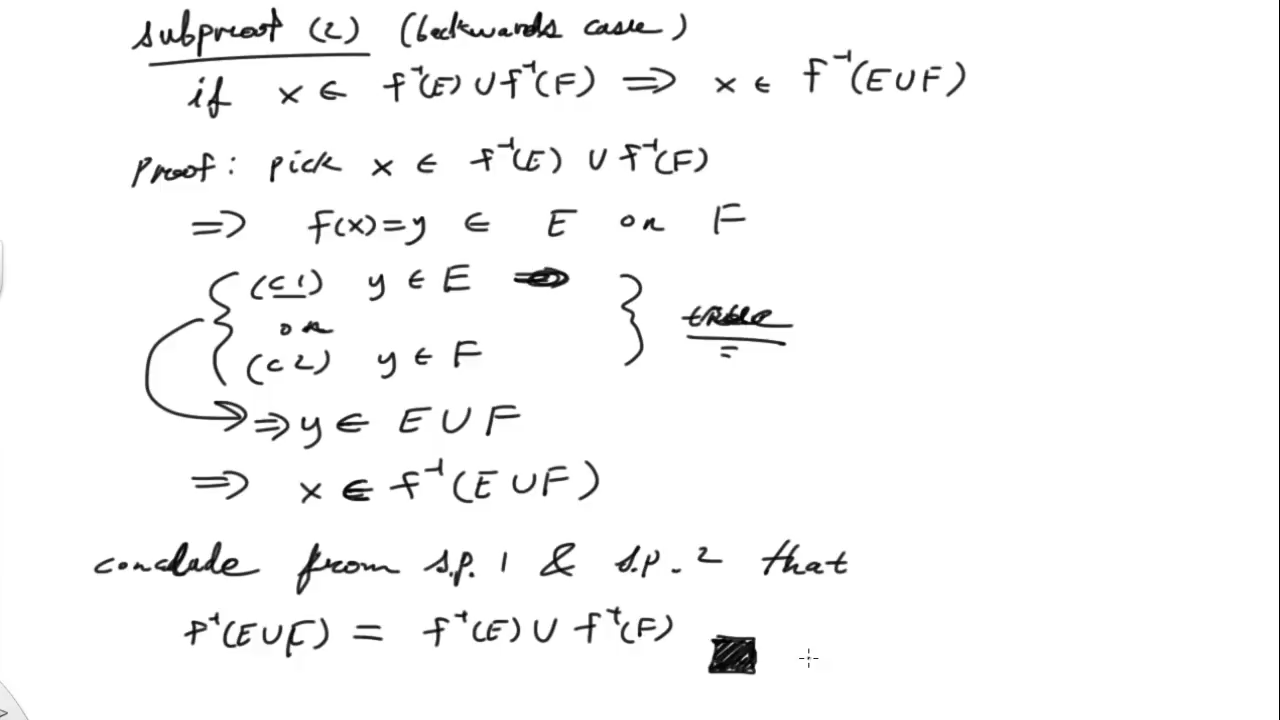 subproof (2) (backwards case)
if x ∈ f⁻¹(E) ∪ f⁻¹(F) ⟹ x ∈ f⁻¹(E∪F)
Proof: pick x ∈ f⁻¹(E) ∪ f⁻¹(F)
⟹ f(x)=y ∈ E or F
(c1) y ∈ E
or
(c2) y ∈ F
⟹ y ∈ E∪F
⟹ x ∈ f⁻¹(E∪F)
conclude from s.p. 1 & s.p. 2 that
f⁻¹(E∪F) = f⁻¹(E) ∪ f⁻¹(F)